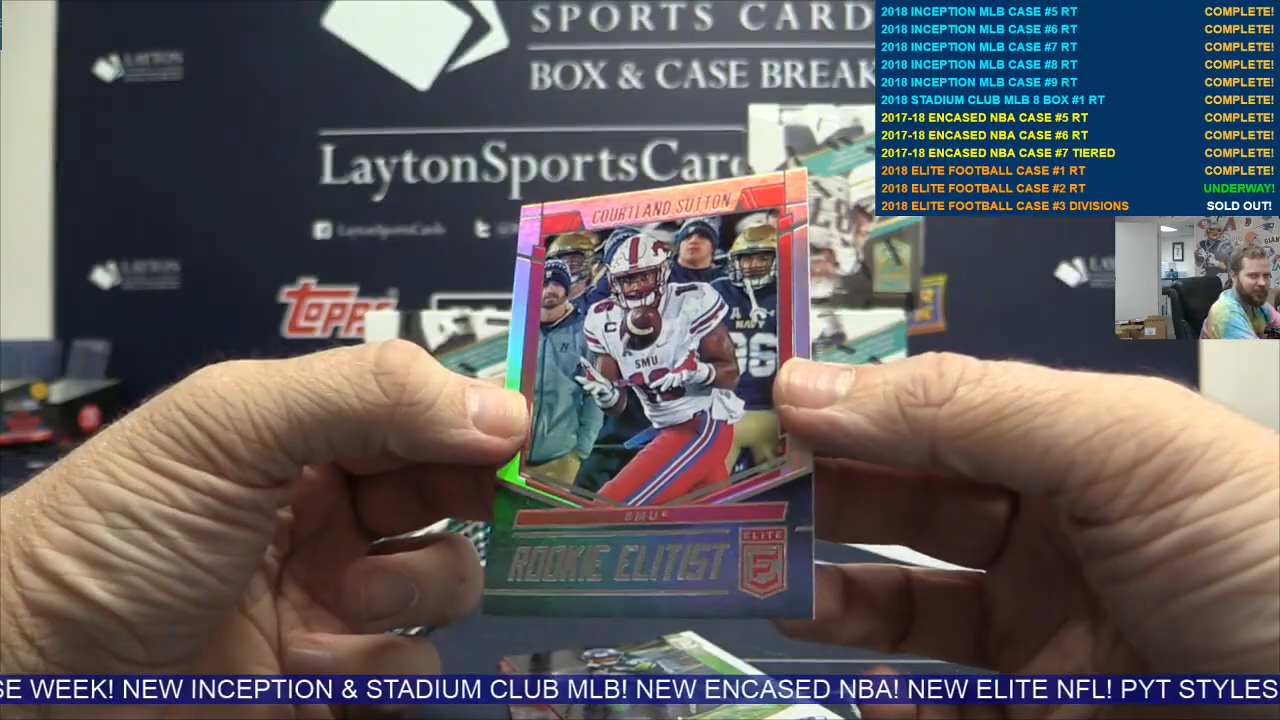 SPORTS CARD
BOX & CASE BREAK
LaytonSportsCard
LaytonSportsCards
LAYTON
LAYTON
LAYTON
TOPPS
2018 INCEPTION MLB CASE #5 RT COMPLETE!
2018 INCEPTION MLB CASE #6 RT COMPLETE!
2018 INCEPTION MLB CASE #7 RT COMPLETE!
2018 INCEPTION MLB CASE #8 RT COMPLETE!
2018 INCEPTION MLB CASE #9 RT COMPLETE!
2018 STADIUM CLUB MLB 8 BOX #1 RT COMPLETE!
2017-18 ENCASED NBA CASE #5 RT COMPLETE!
2017-18 ENCASED NBA CASE #6 RT COMPLETE!
2017-18 ENCASED NBA CASE #7 TIERED COMPLETE!
2018 ELITE FOOTBALL CASE #1 RT COMPLETE!
2018 ELITE FOOTBALL CASE #2 RT UNDERWAY!
2018 ELITE FOOTBALL CASE #3 DIVISIONS SOLD OUT!
COURTLAND SUTTON
NAVY
SMU
SMU
ROOKIE ELITIST
ELITE
E
SE WEEK! NEW INCEPTION & STADIUM CLUB MLB! NEW ENCASED NBA! NEW ELITE NFL! PYT STYLES